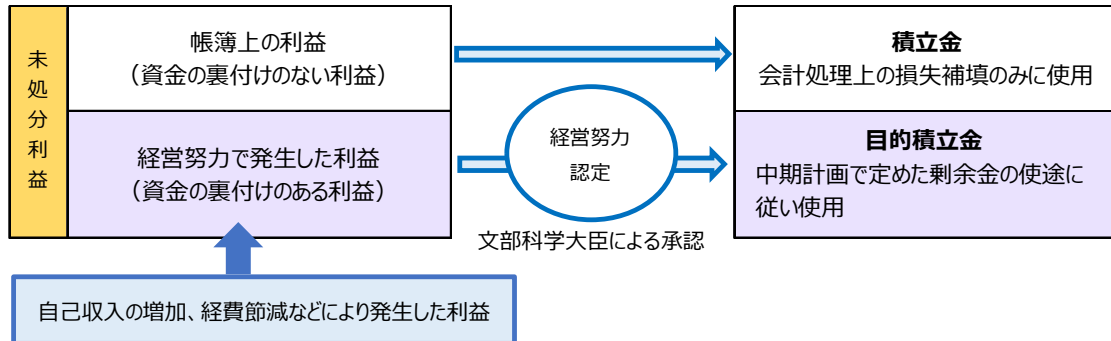 未処分利益
帳簿上の利益
（資金の裏付けのない利益）
積立金
会計処理上の損失補填のみに使用
経営努力で発生した利益
（資金の裏付けのある利益）
経営努力
認定
文部科学大臣による承認
目的積立金
中期計画で定めた剰余金の使途に
従い使用
自己収入の増加、経費節減などにより発生した利益